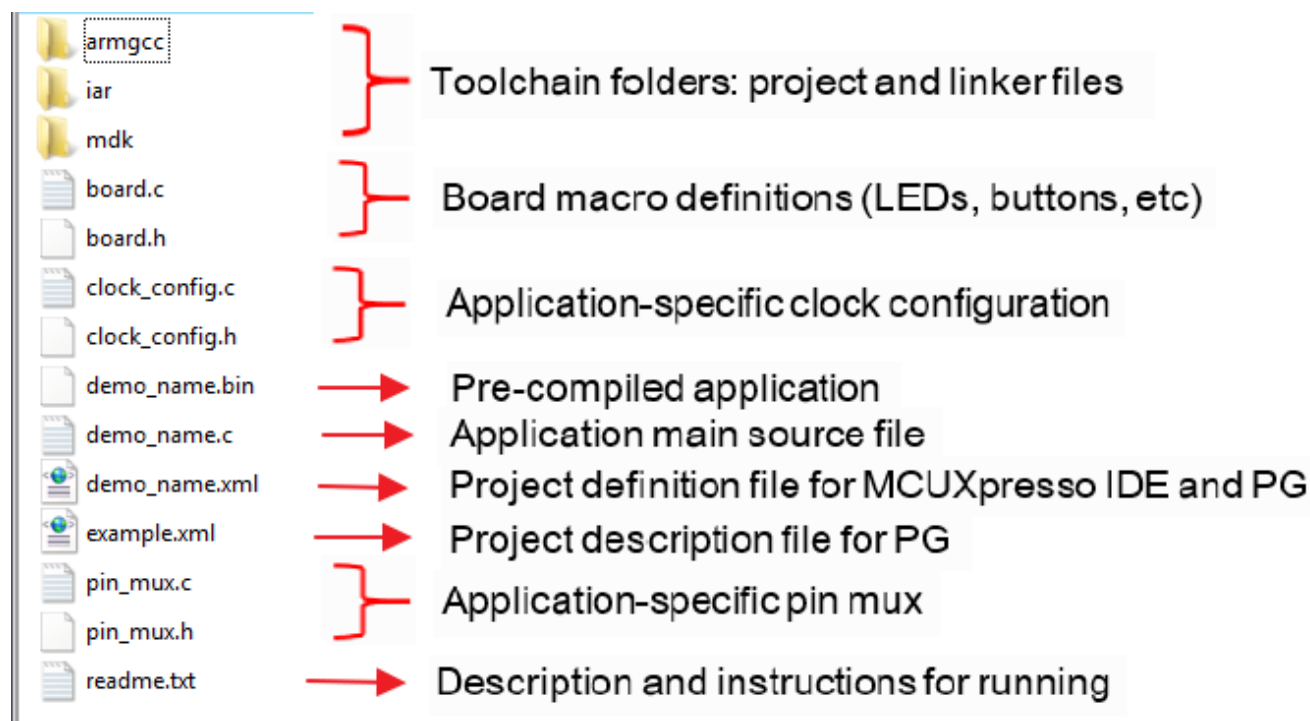 armgcc
iar
Toolchain folders: project and linker files
mdk
board.c
Board macro definitions (LEDs, buttons, etc)
board.h
clock_config.c
Application-specific clock configuration
clock_config.h
demo_name.bin Pre-compiled application
demo_name.c Application main source file
demo_name.xml Project definition file for MCUXpresso IDE and PG
example.xml Project description file for PG
pin_mux.c
Application-specific pin mux
pin_mux.h
readme.txt Description and instructions for running